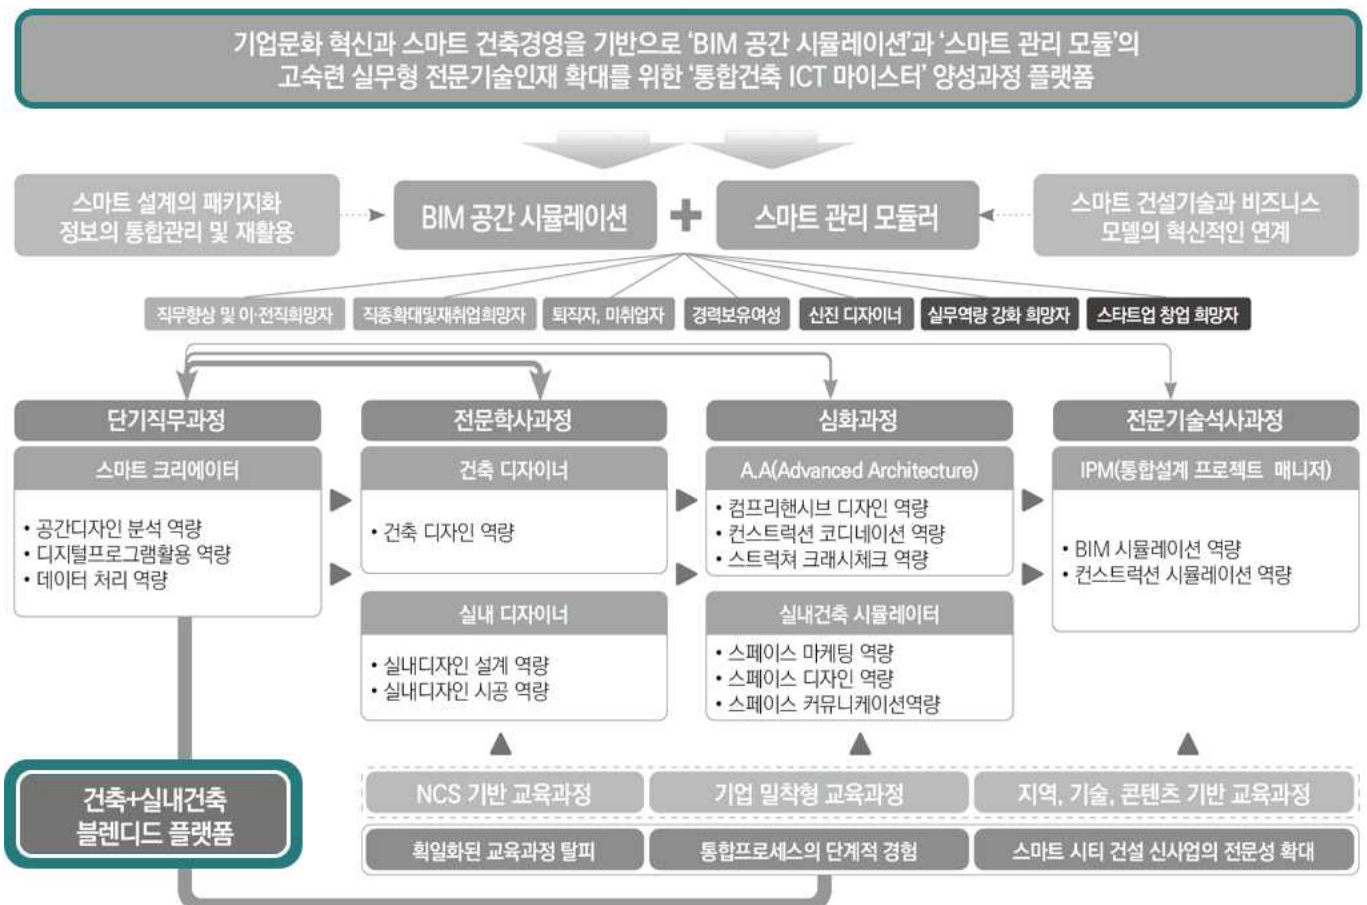 기업문화 혁신과 스마트 건축경영을 기반으로 ‘BIM 공간 시뮬레이션’과 ‘스마트 관리 모듈’의
고숙련 실무형 전문기술인재 확대를 위한 ‘통합건축 ICT 마이스터’ 양성과정 플랫폼
스마트 설계의 패키지화
정보의 통합관리 및 재활용
BIM 공간 시뮬레이션
+
스마트 관리 모듈러
스마트 건설기술과 비즈니스
모델의 혁신적인 연계
직무향상 및 이·전직희망자
직종확대및재취업희망자
퇴직자, 미취업자
경력보유여성
신진 디자이너
실무역량 강화 희망자
스타트업 창업 희망자
단기직무과정
스마트 크리에이터
• 공간디자인 분석 역량
• 디지털프로그램활용 역량
• 데이터 처리 역량
전문학사과정
건축 디자이너
• 건축 디자인 역량
실내 디자이너
• 실내디자인 설계 역량
• 실내디자인 시공 역량
심화과정
A.A(Advanced Architecture)
• 컴프리핸시브 디자인 역량
• 컨스트럭션 코디네이션 역량
• 스트럭쳐 크래시체크 역량
실내건축 시뮬레이터
• 스페이스 마케팅 역량
• 스페이스 디자인 역량
• 스페이스 커뮤니케이션역량
전문기술석사과정
IPM(통합설계 프로젝트 매니저)
• BIM 시뮬레이션 역량
• 컨스트럭션 시뮬레이션 역량
건축+실내건축
블렌디드 플랫폼
NCS 기반 교육과정
기업 밀착형 교육과정
지역, 기술, 콘텐츠 기반 교육과정
획일화된 교육과정 탈피
통합프로세스의 단계적 경험
스마트 시티 건설 신사업의 전문성 확대